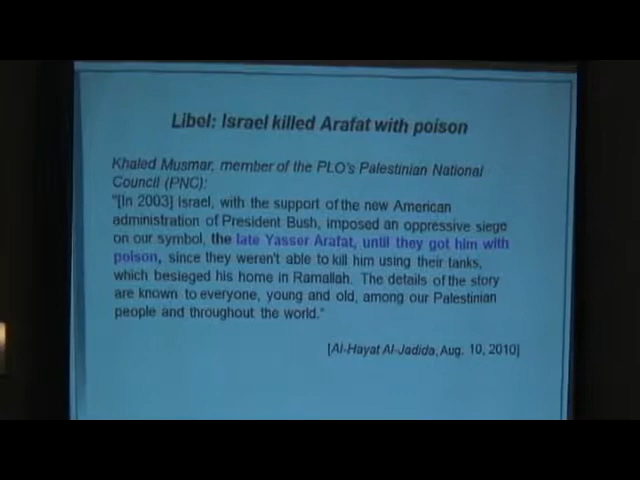 Libel: Israel killed Arafat with poison
Khaled Musmar, member of the PLO's Palestinian National
Council (PNC):
"[In 2003] Israel, with the support of the new American
administration of President Bush, imposed an oppressive siege
on our symbol, the late Yasser Arafat, until they got him with
poison, since they weren't able to kill him using their tanks,
which besieged his home in Ramallah. The details of the story
are known to everyone, young and old, among our Palestinian
people and throughout the world."
[Al-Hayat Al-Jadida, Aug. 10, 2010]